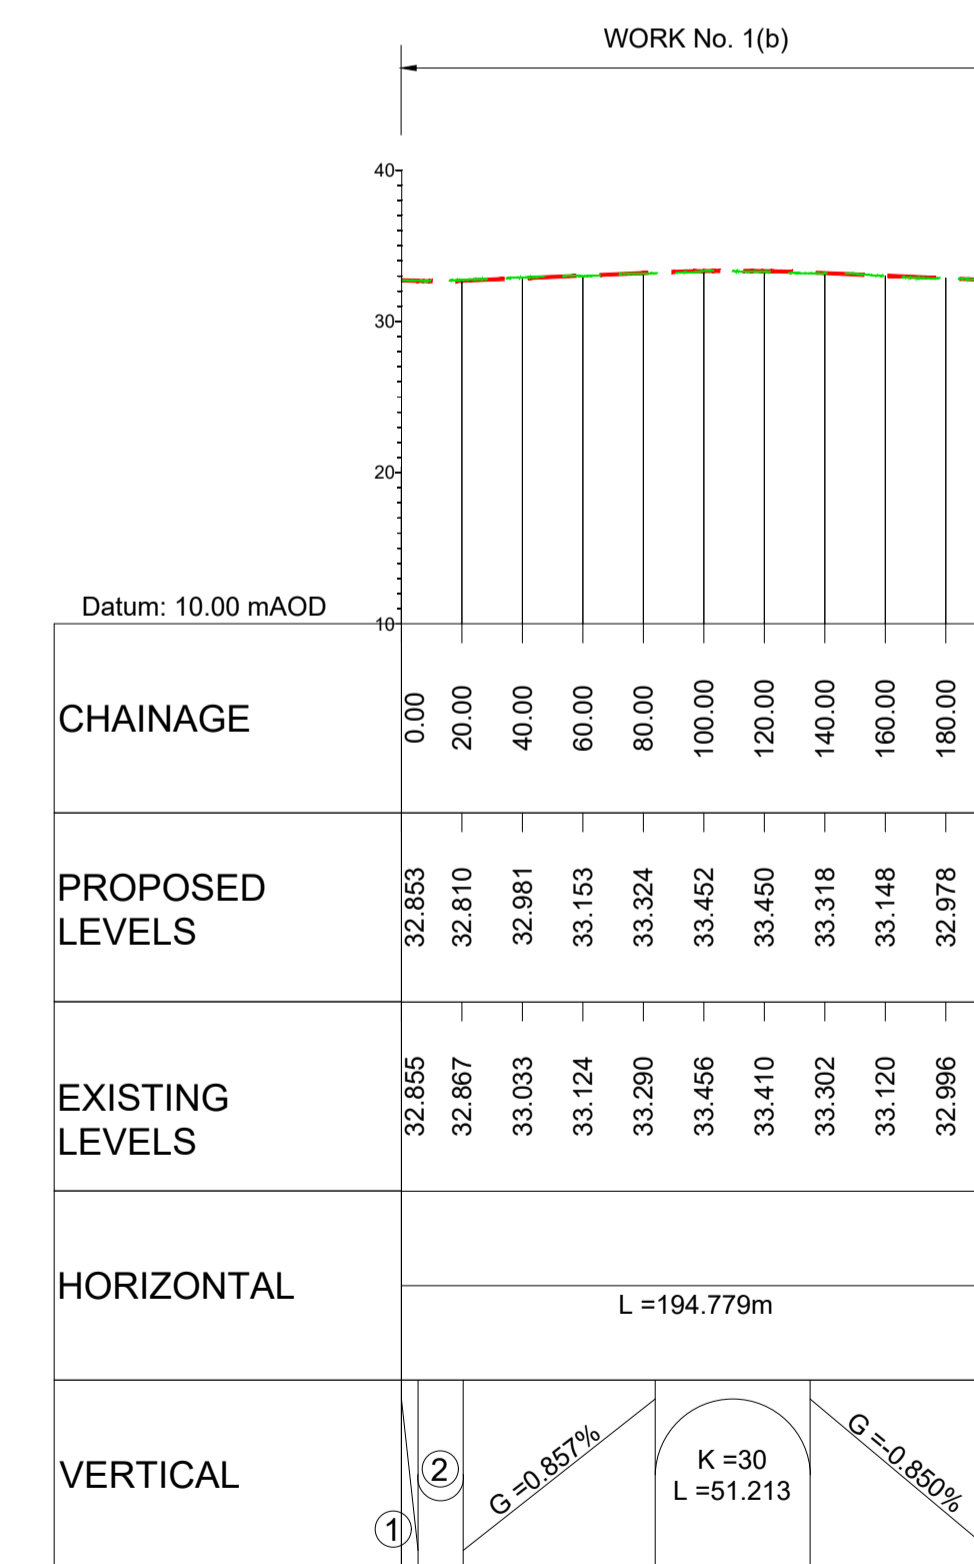 WORK No. 1(b)
40
30
20
Datum: 10.00 mAOD
10
CHAINAGE
0.00 20.00 40.00 60.00 80.00 100.00 120.00 140.00 160.00 180.00
PROPOSED
LEVELS
32.853 32.810 32.981 33.153 33.324 33.452 33.450 33.318 33.148 32.978
EXISTING
LEVELS
32.855 32.867 33.033 33.124 33.290 33.456 33.410 33.302 33.120 32.996
HORIZONTAL
L =194.779m
VERTICAL
1
2
G =0.857%
K =30
L =51.213
G =-0.850%